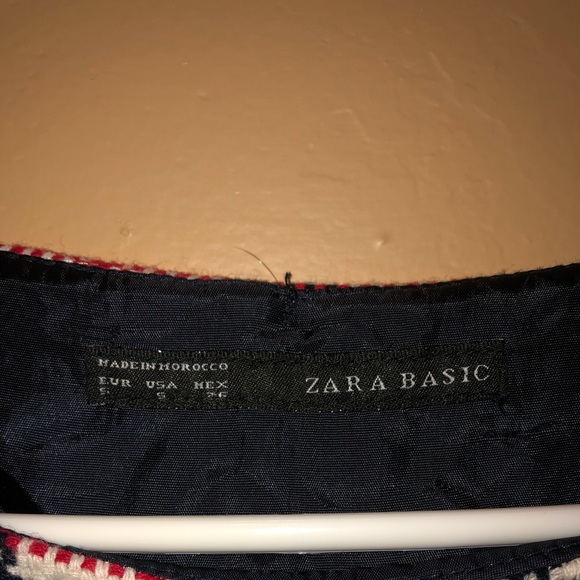 MADE IN MOROCCO
EUR USA MEX
S S 26
ZARA BASIC